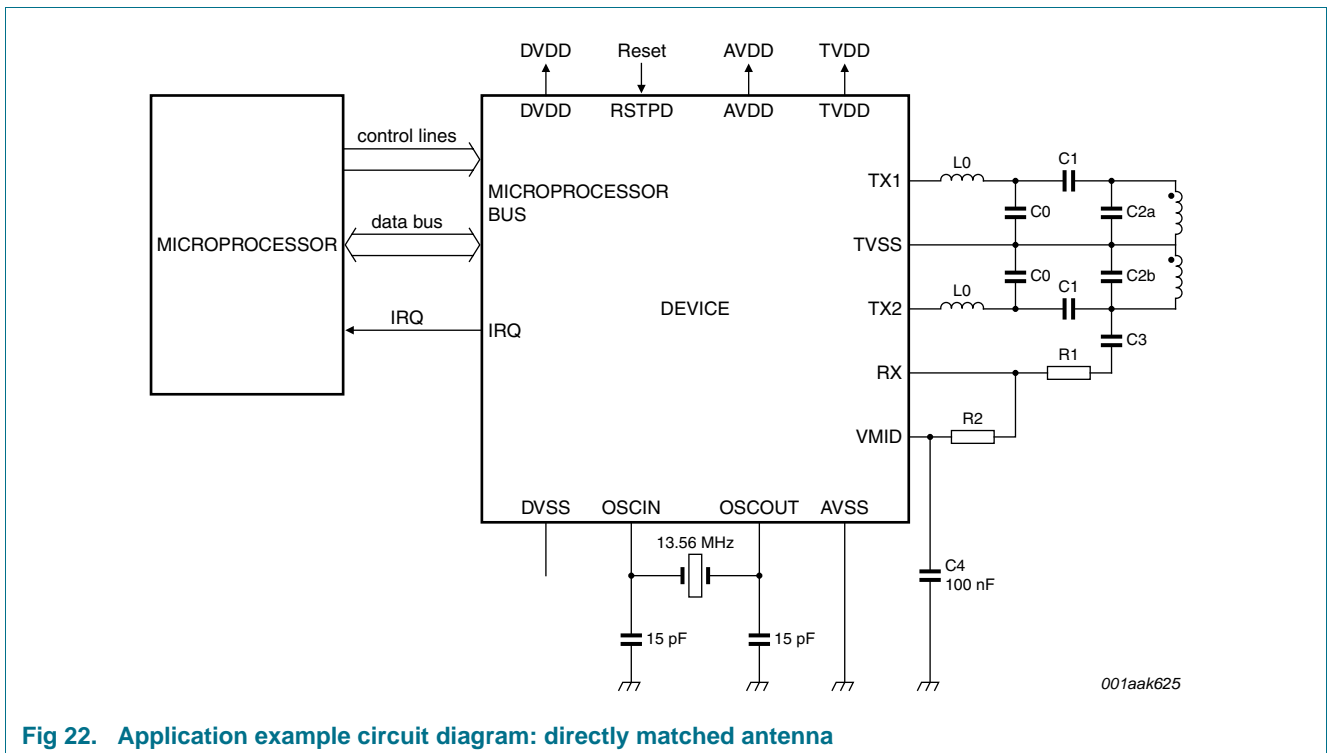 DVDD Reset AVDD TVDD
DVDD RSTPD AVDD TVDD
control lines
L0 C1
TX1
MICROPROCESSOR
BUS
C0 C2a
data bus
MICROPROCESSOR
TVSS
C0 C2b
L0 C1
DEVICE
TX2
IRQ
IRQ
C3
R1
RX
R2
VMID
DVSS OSCIN OSCOUT AVSS
13.56 MHz
C4
100 nF
15 pF 15 pF
001aak625
Fig 22. Application example circuit diagram: directly matched antenna